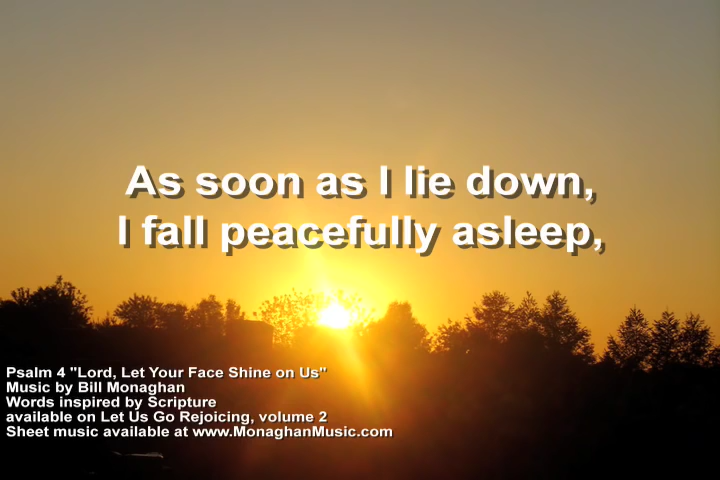 As soon as I lie down,
I fall peacefully asleep,
Psalm 4 "Lord, Let Your Face Shine on Us"
Music by Bill Monaghan
Words inspired by Scripture
available on Let Us Go Rejoicing, volume 2
Sheet music available at www.MonaghanMusic.com